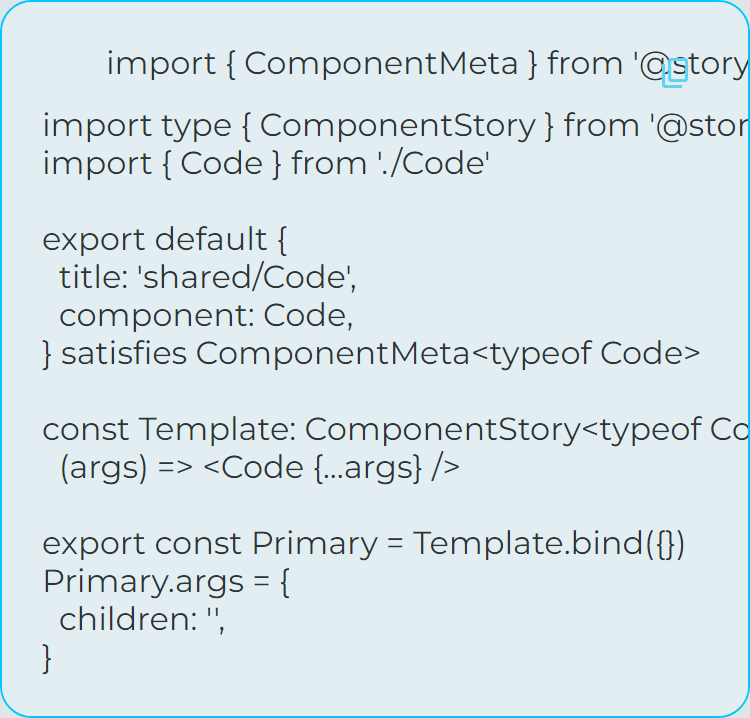 import { ComponentMeta } from '@story
import type { ComponentStory } from '@stor
import { Code } from './Code'
export default {
title: 'shared/Code',
component: Code,
} satisfies ComponentMeta<typeof Code>
const Template: ComponentStory<typeof Co
(args) => <Code {...args} />
export const Primary = Template.bind({})
Primary.args = {
children: '',
}